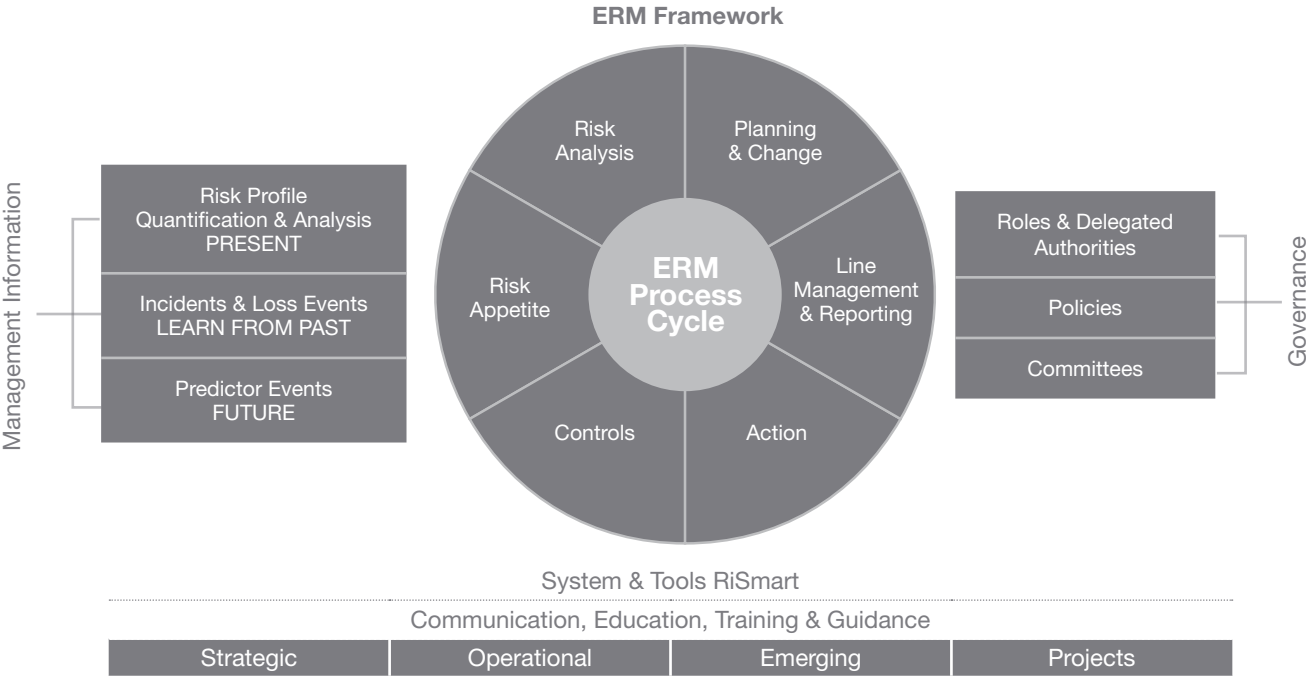 ERM Framework
Management Information
Risk Profile
Quantification & Analysis
PRESENT
Incidents & Loss Events
LEARN FROM PAST
Predictor Events
FUTURE
Risk
Analysis
Planning
& Change
Risk
Appetite
ERM
Process
Cycle
Line
Management
& Reporting
Controls
Action
Roles & Delegated
Authorities
Policies
Committees
Governance
System & Tools RiSmart
Communication, Education, Training & Guidance
Strategic
Operational
Emerging
Projects